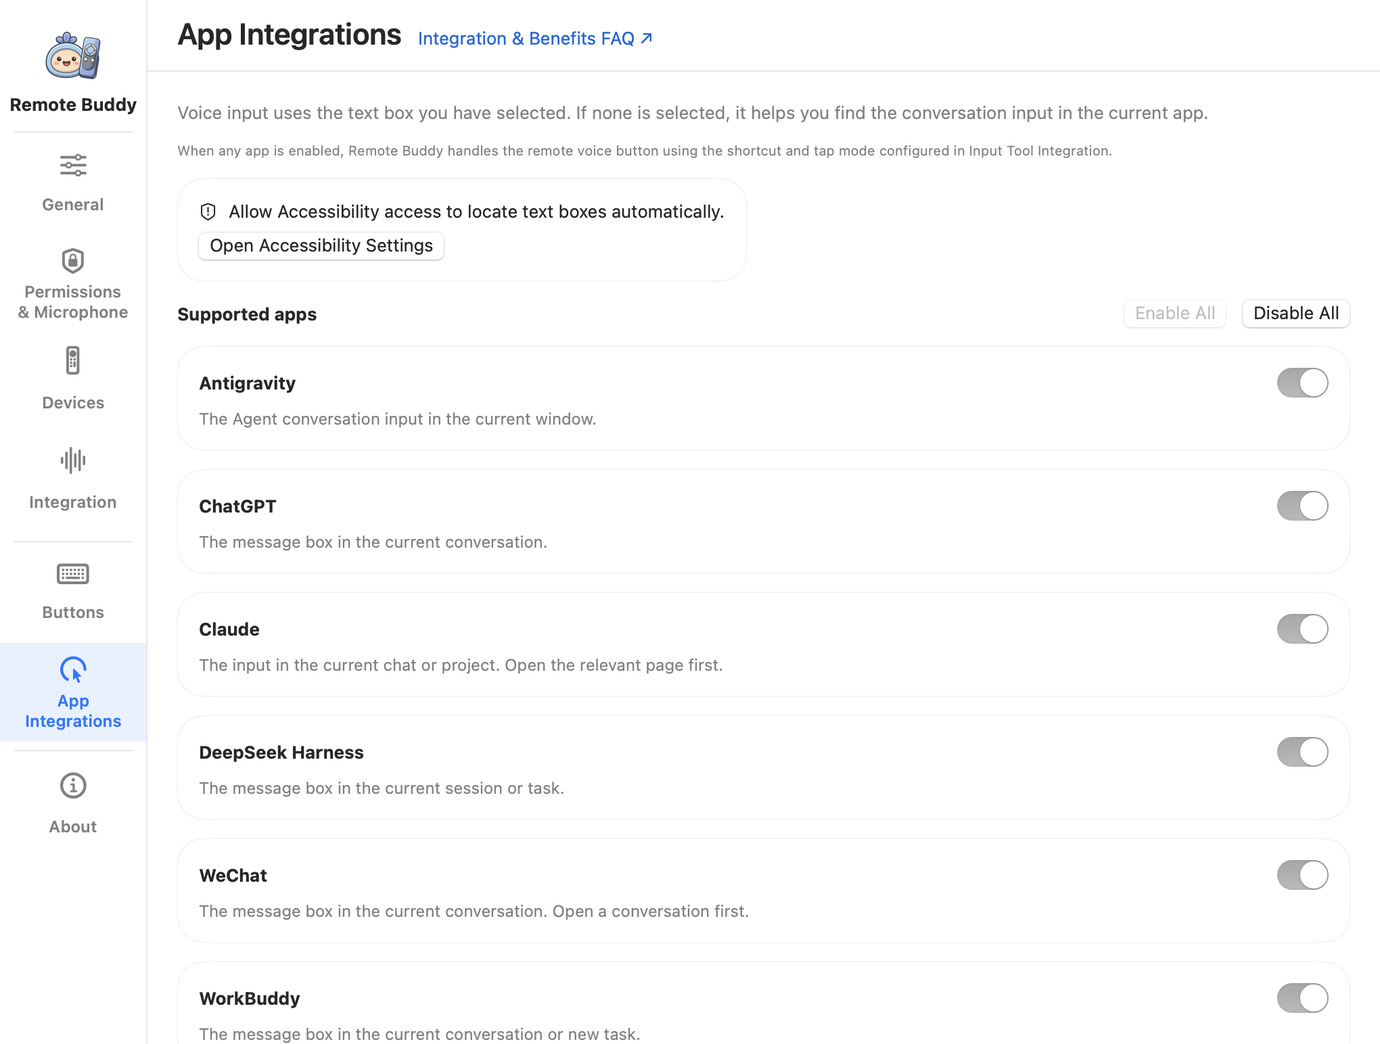 Remote Buddy
General
Permissions
& Microphone
Devices
Integration
Buttons
App
Integrations
About
App Integrations
Integration & Benefits FAQ ↗
Voice input uses the text box you have selected. If none is selected, it helps you find the conversation input in the current app.
When any app is enabled, Remote Buddy handles the remote voice button using the shortcut and tap mode configured in Input Tool Integration.
Allow Accessibility access to locate text boxes automatically.
Open Accessibility Settings
Supported apps
Enable All
Disable All
Antigravity
The Agent conversation input in the current window.
ChatGPT
The message box in the current conversation.
Claude
The input in the current chat or project. Open the relevant page first.
DeepSeek Harness
The message box in the current session or task.
WeChat
The message box in the current conversation. Open a conversation first.
WorkBuddy
The message box in the current conversation or new task.